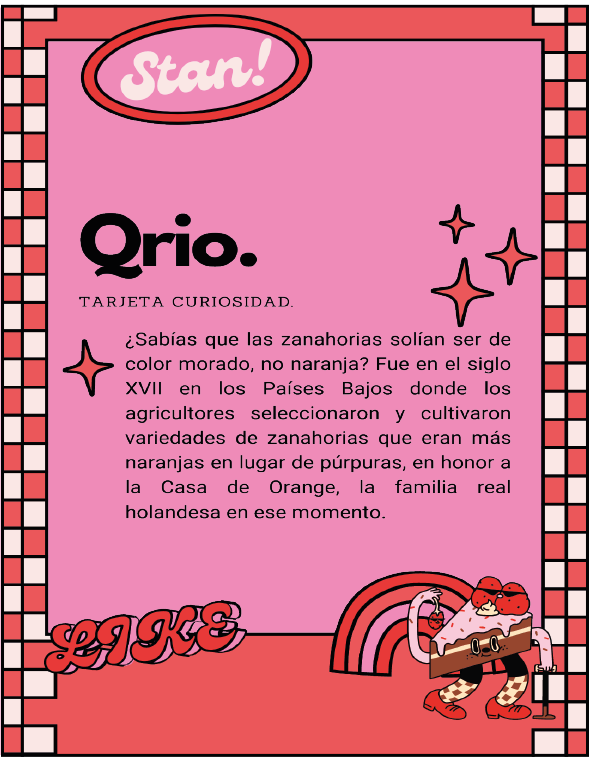 Stan!
Qrio.
TARJETA CURIOSIDAD.
¿Sabías que las zanahorias solían ser de
color morado, no naranja? Fue en el siglo
XVII en los Países Bajos donde los
agricultores seleccionaron y cultivaron
variedades de zanahorias que eran más
naranjas en lugar de púrpuras, en honor a
la Casa de Orange, la familia real
holandesa en ese momento.
LIKE